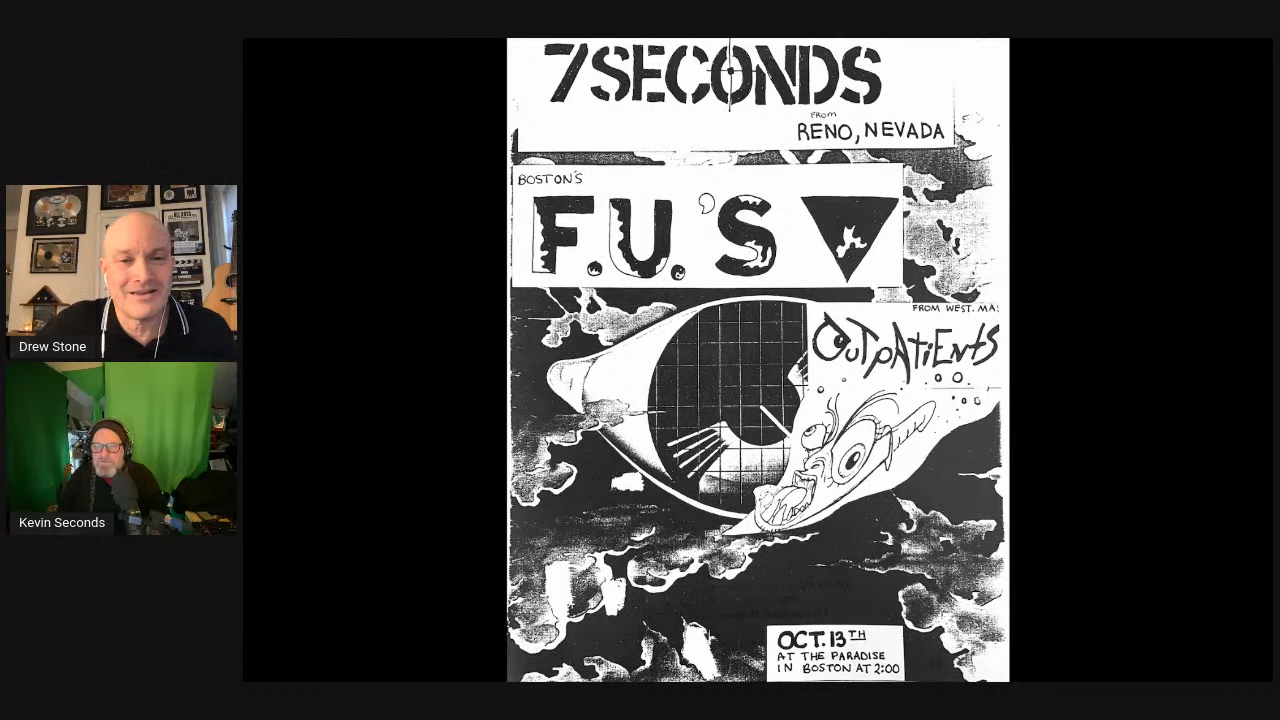 7SECONDS
FROM
RENO, NEVADA
BOSTON'S
F.U.'S
FROM WEST. MA:
OUTPATIENTS
Drew Stone
Kevin Seconds
OCT. 13TH
AT THE PARADISE
IN BOSTON AT 2:00